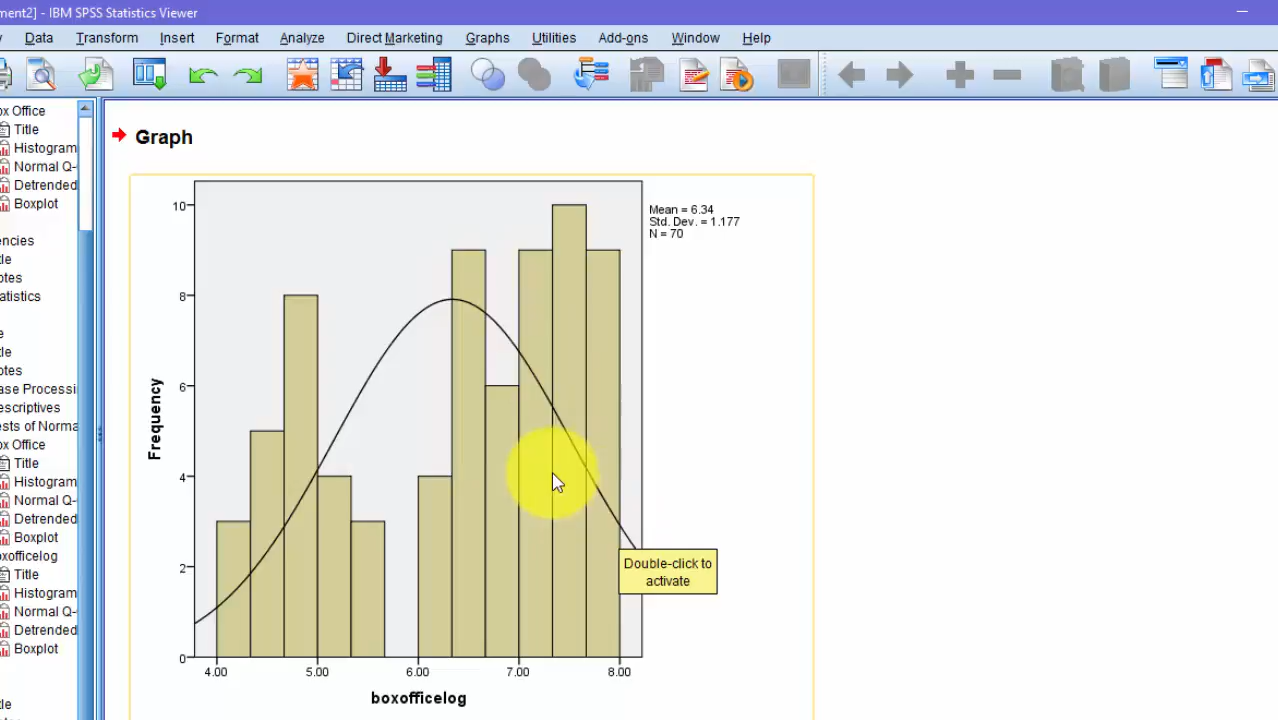 ment2] - IBM SPSS Statistics Viewer
Data Transform Insert Format Analyze Direct Marketing Graphs Utilities Add-ons Window Help
ox Office
Title
Histogram
Normal Q-
Detrended
Boxplot
encies
tle
otes
atistics
e
tle
otes
ase Processi
escriptives
ests of Norma
ox Office
Title
Histogram
Normal Q-
Detrended
Boxplot
oxofficelog
Title
Histogram
Normal Q-
Detrended
Boxplot
tle
Graph
Mean = 6.34
Std. Dev. = 1.177
N = 70
Frequency
10
8
6
4
2
0
4.00 5.00 6.00 7.00 8.00
boxofficelog
Double-click to
activate